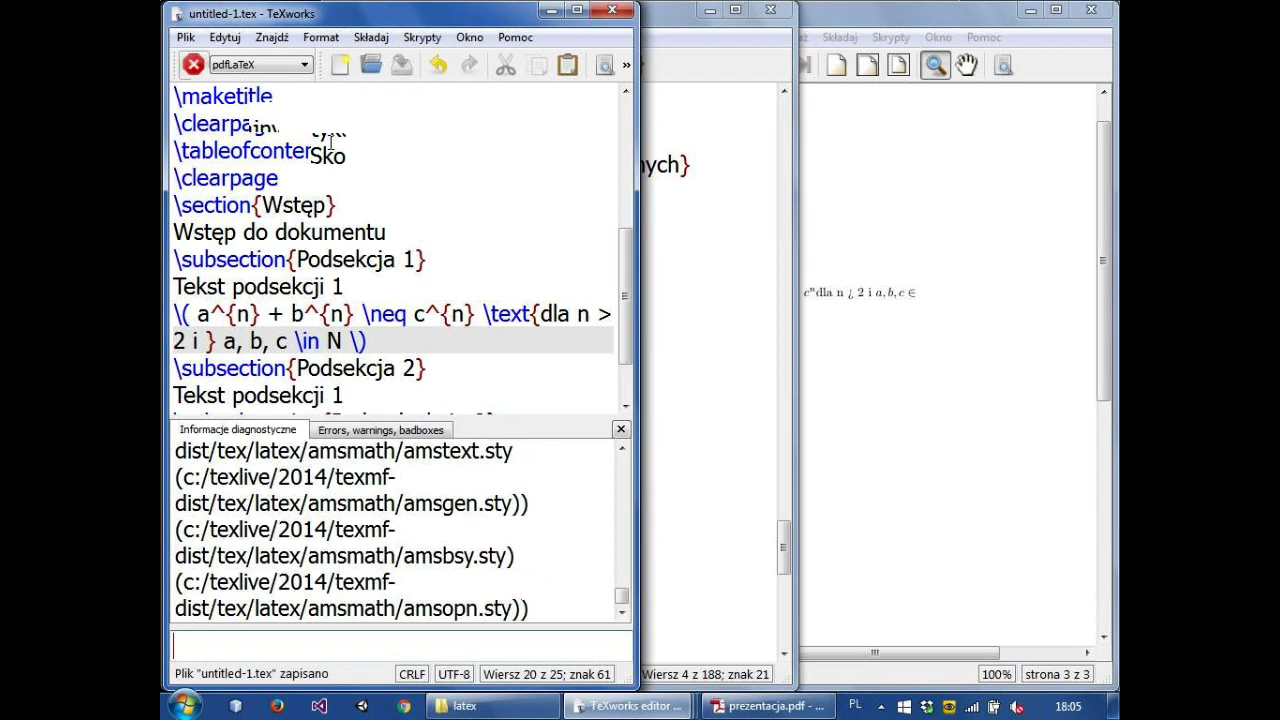 untitled-1.tex - TeXworks
Plik Edytuj Znajdź Format Składaj Skrypty Okno Pomoc
Składaj Skrypty Okno Pomoc
pdfLaTeX
»
\maketitle
\clearpa
\tableofconten
Sko
\clearpage
\section{Wstęp}
Wstęp do dokumentu
\subsection{Podsekcja 1}
Tekst podsekcji 1
\( a^{n} + b^{n} \neq c^{n} \text{dla n >
2 i } a, b, c \in N \)
\subsection{Podsekcja 2}
Tekst podsekcji 1
nych}
cⁿdla n ¿ 2 i a, b, c ∈
Informacje diagnostyczne Errors, warnings, badboxes
dist/tex/latex/amsmath/amstext.sty
(c:/texlive/2014/texmf-
dist/tex/latex/amsmath/amsgen.sty))
(c:/texlive/2014/texmf-
dist/tex/latex/amsmath/amsbsy.sty)
(c:/texlive/2014/texmf-
dist/tex/latex/amsmath/amsopn.sty))
Plik "untitled-1.tex" zapisano CRLF UTF-8 Wiersz 20 z 25; znak 61
Wiersz 4 z 188; znak 21
100% strona 3 z 3
latex TeXworks editor ... prezentacja.pdf - ... PL 18:05